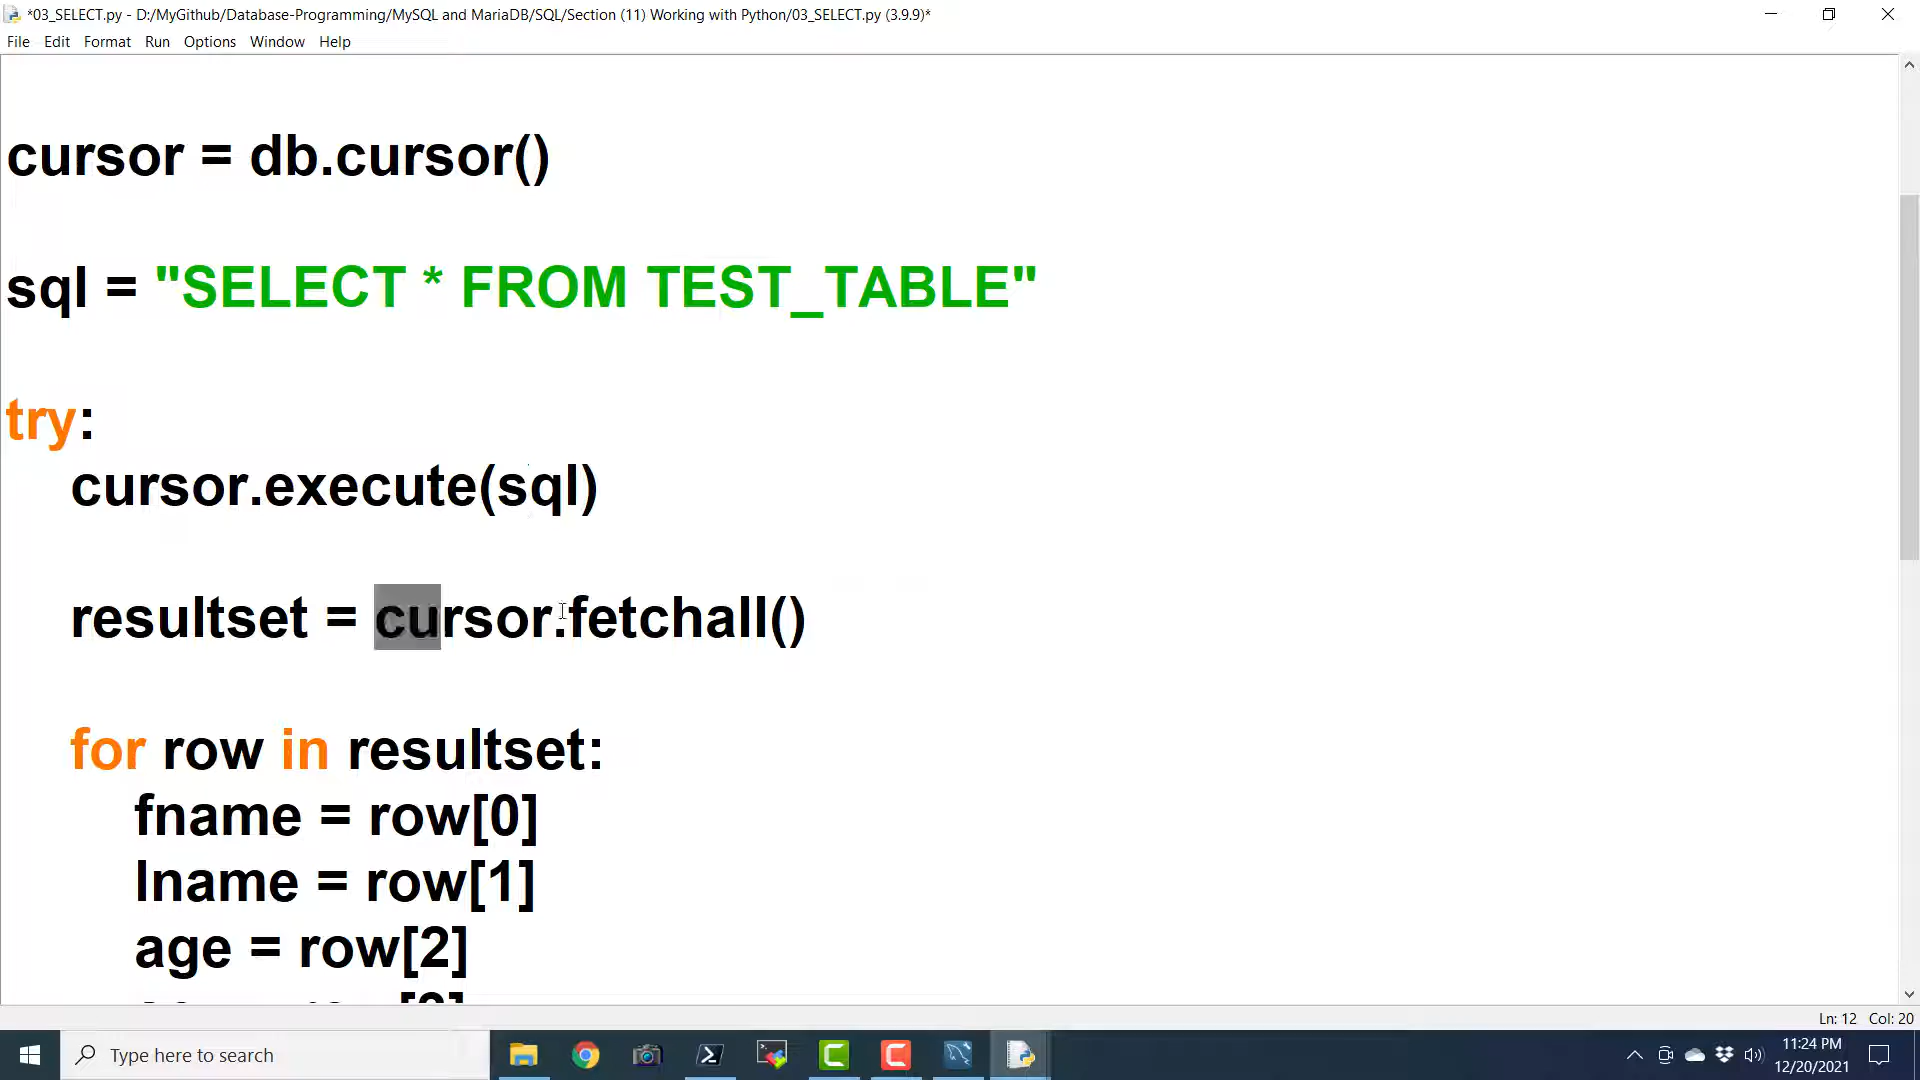 *03_SELECT.py - D:/MyGithub/Database-Programming/MySQL and MariaDB/SQL/Section (11) Working with Python/03_SELECT.py (3.9.9)*
File Edit Format Run Options Window Help
cursor = db.cursor()
sql = "SELECT * FROM TEST_TABLE"
try:
cursor.execute(sql)
resultset = cursor.fetchall()
for row in resultset:
fname = row[0]
lname = row[1]
age = row[2]
Ln: 12 Col: 20
Type here to search
11:24 PM
12/20/2021